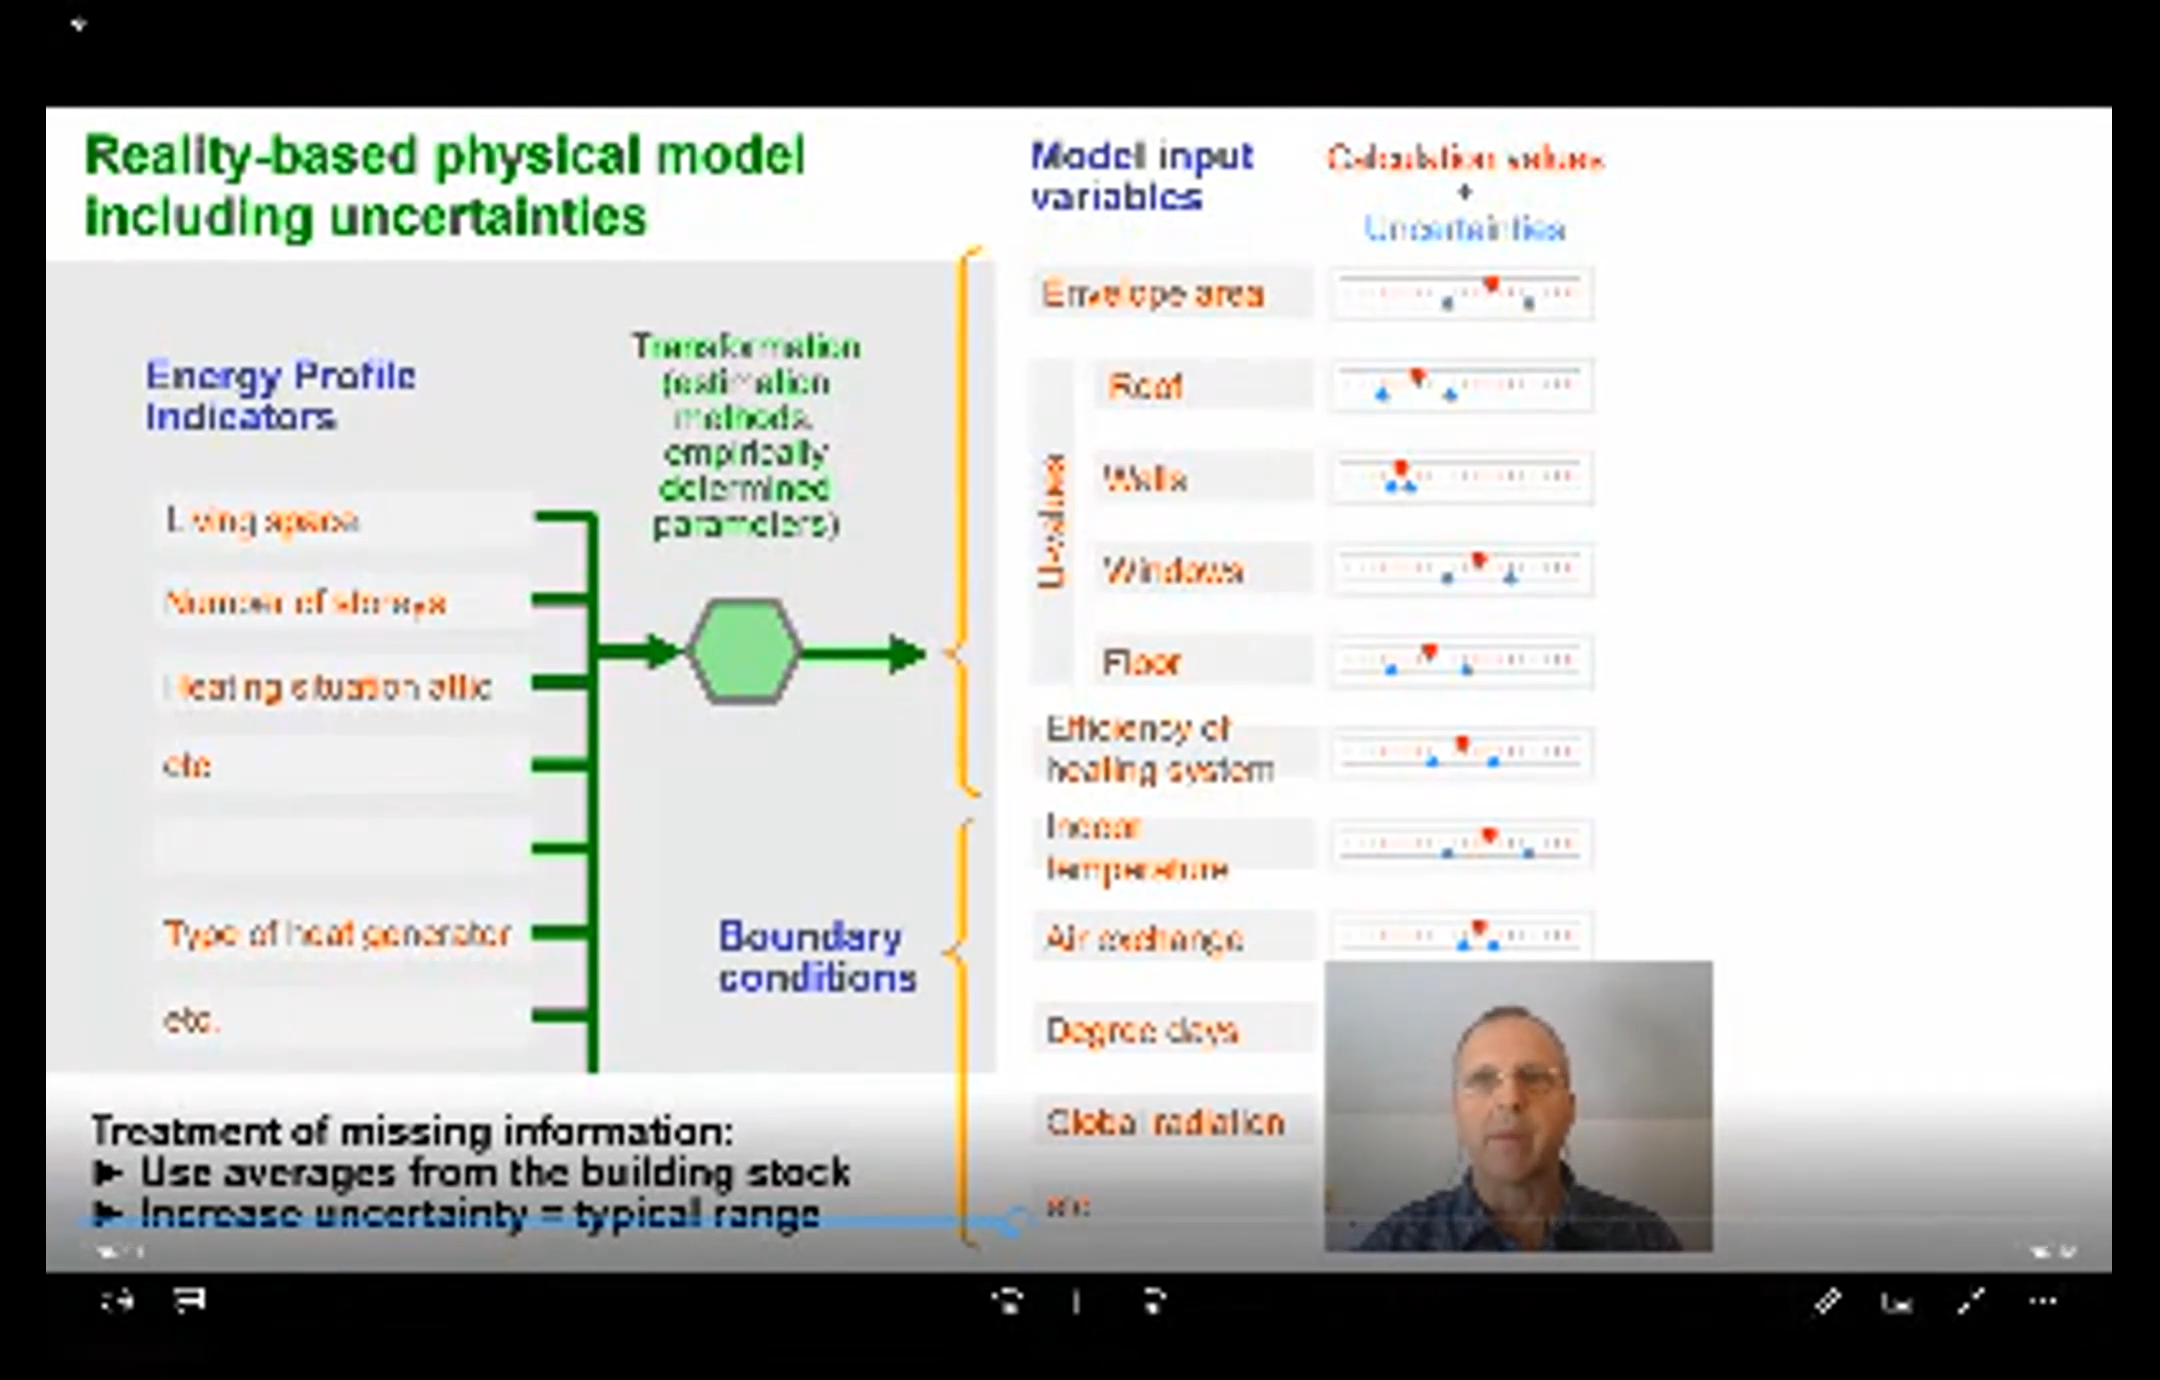 Reality-based physical model
including uncertainties
Energy Profile
Indicators
Living space
Number of storeys
Heating situation attic
etc
Type of heat generator
etc.
Transformation
(estimation
methods,
empirically
determined
parameters)
Boundary
conditions
Treatment of missing information:
► Use averages from the building stock
► Increase uncertainty = typical range
Model input
variables
Calculation values
+
Uncertainties
Envelope area
U-values
Roof
Walls
Windows
Floor
Efficiency of
heating system
Indoor
temperature
Air exchange
Degree days
Global radiation
etc